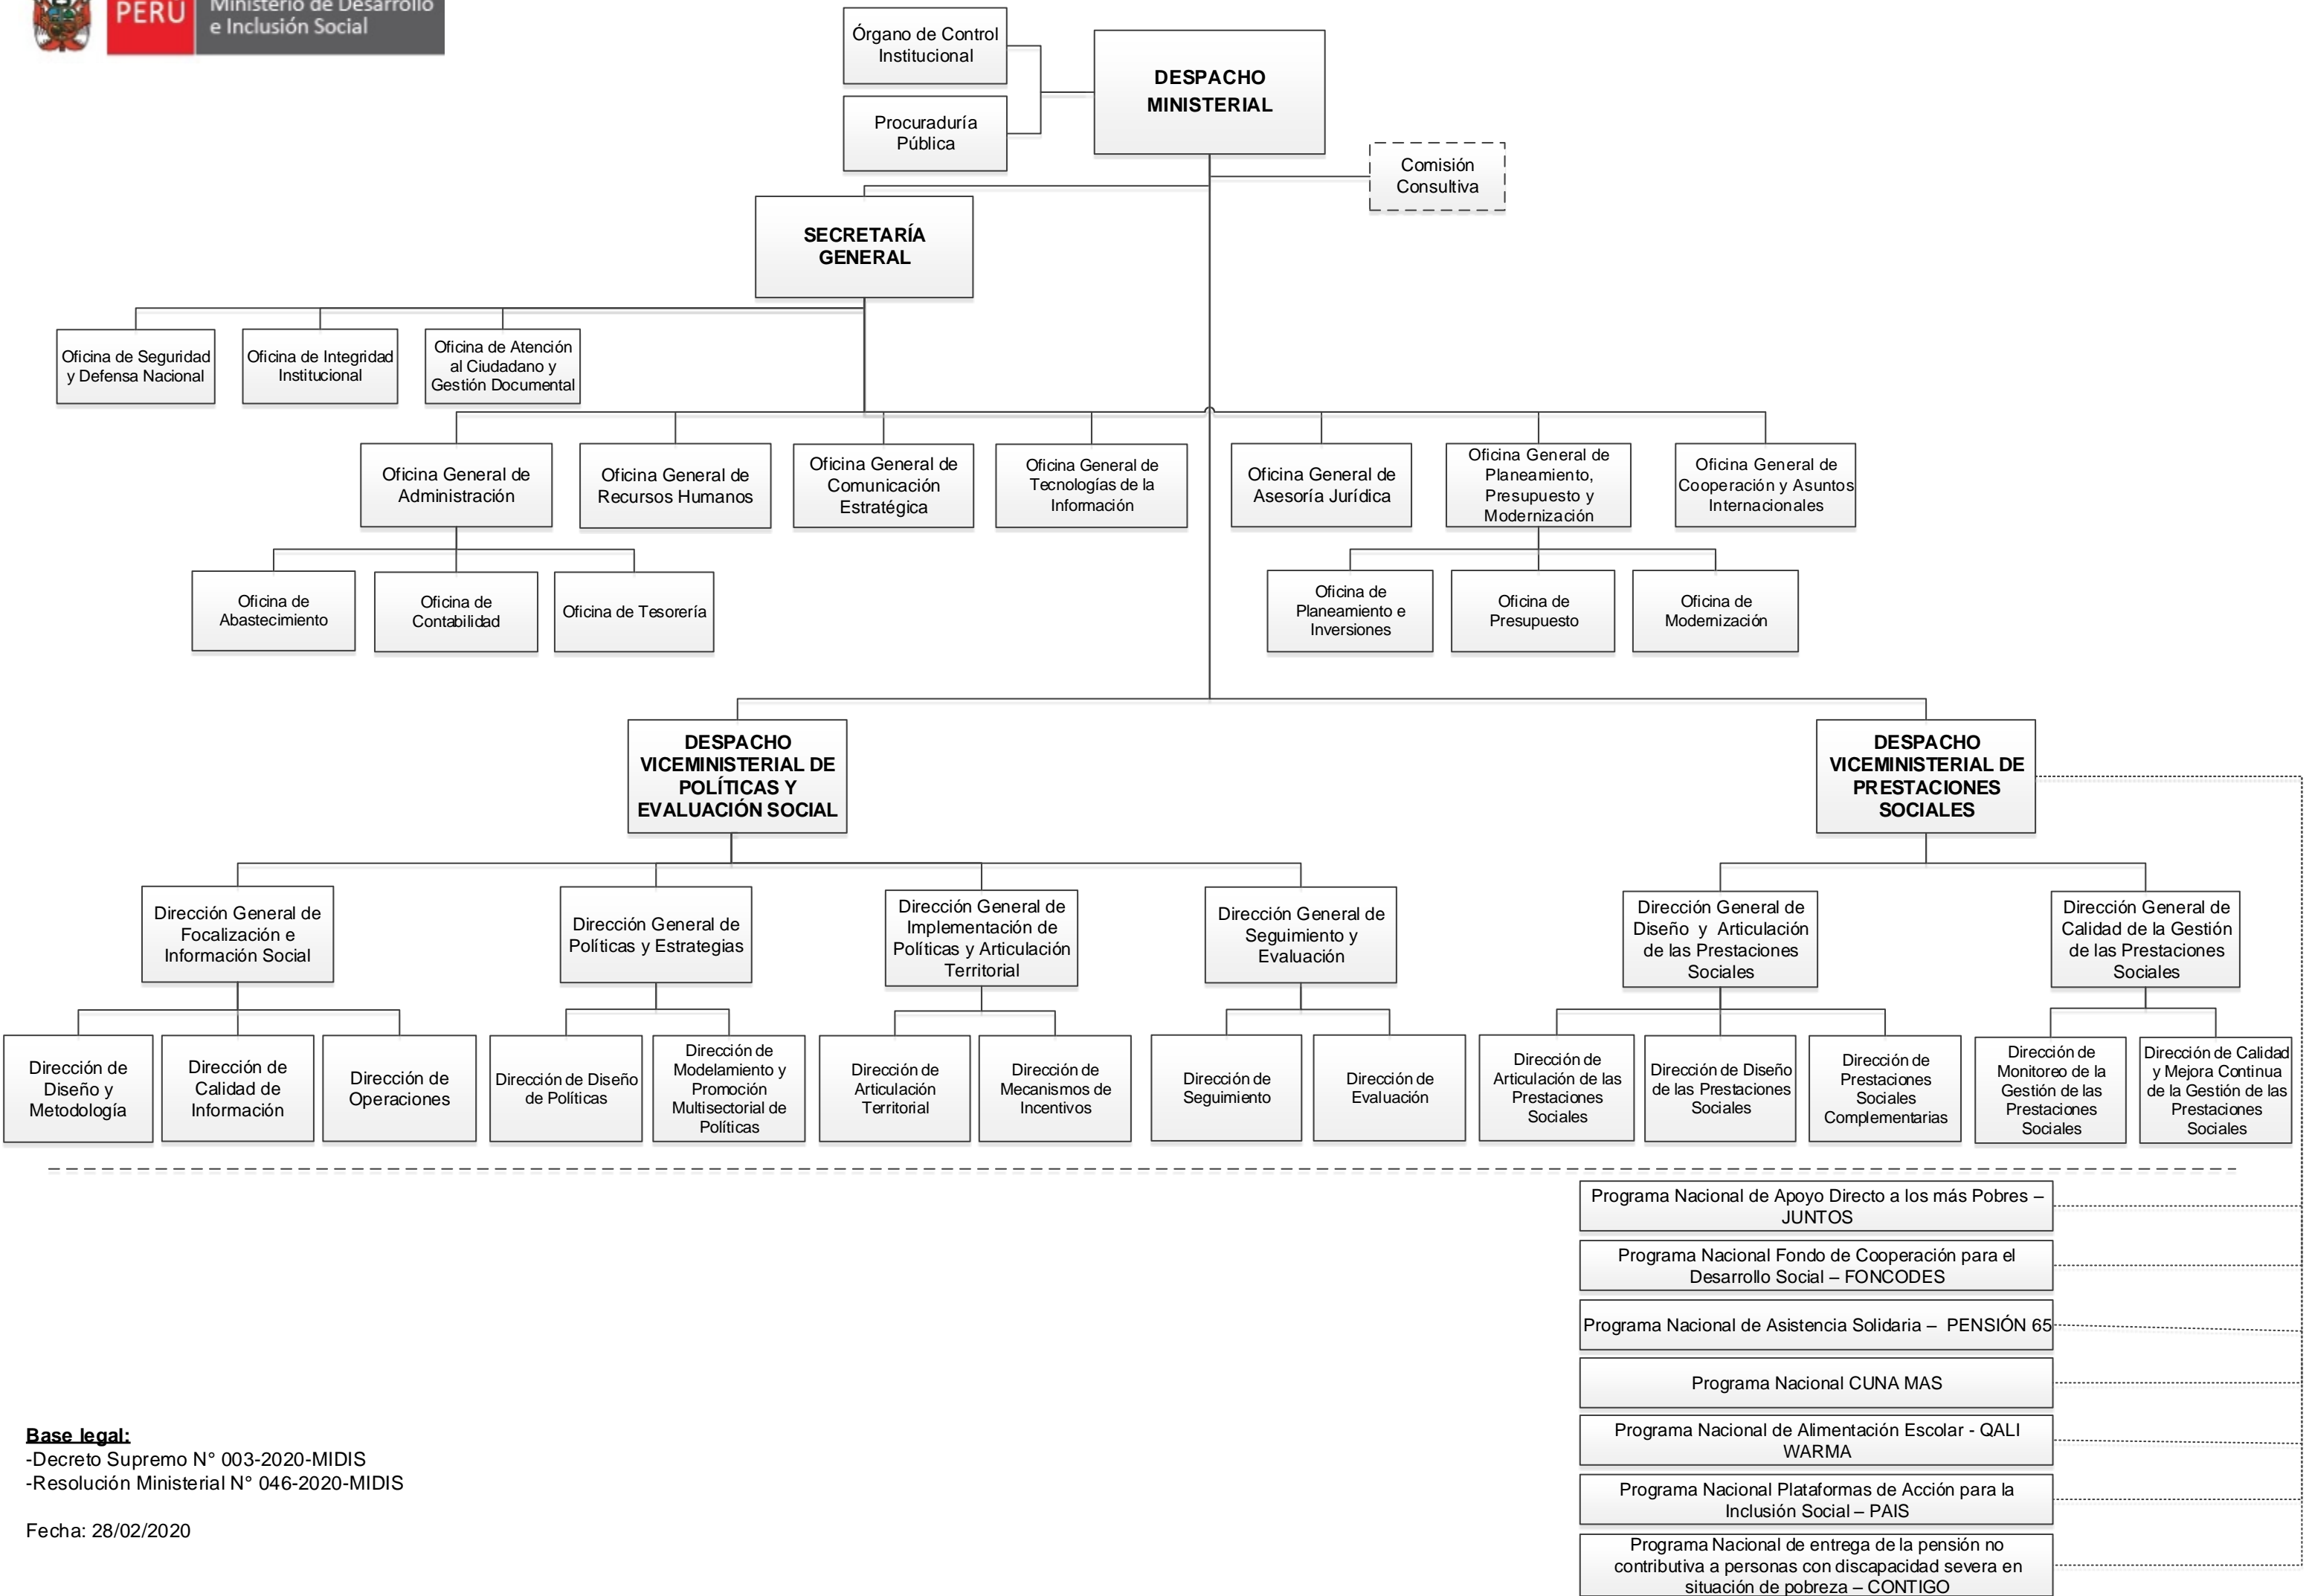 PERÚ
Ministerio de Desarrollo
e Inclusión Social
Órgano de Control
Institucional
Procuraduría
Pública
DESPACHO
MINISTERIAL
Comisión
Consultiva
SECRETARÍA
GENERAL
Oficina de Seguridad
y Defensa Nacional
Oficina de Integridad
Institucional
Oficina de Atención
al Ciudadano y
Gestión Documental
Oficina General de
Administración
Oficina General de
Recursos Humanos
Oficina General de
Comunicación
Estratégica
Oficina General de
Tecnologías de la
Información
Oficina General de
Asesoría Jurídica
Oficina General de
Planeamiento,
Presupuesto y
Modernización
Oficina General de
Cooperación y Asuntos
Internacionales
Oficina de
Abastecimiento
Oficina de
Contabilidad
Oficina de Tesorería
Oficina de
Planeamiento e
Inversiones
Oficina de
Presupuesto
Oficina de
Modernización
DESPACHO
VICEMINISTERIAL DE
POLÍTICAS Y
EVALUACIÓN SOCIAL
DESPACHO
VICEMINISTERIAL DE
PRESTACIONES
SOCIALES
Dirección General de
Focalización e
Información Social
Dirección General de
Políticas y Estrategias
Dirección General de
Implementación de
Políticas y Articulación
Territorial
Dirección General de
Seguimiento y
Evaluación
Dirección General de
Diseño y Articulación
de las Prestaciones
Sociales
Dirección General de
Calidad de la Gestión
de las Prestaciones
Sociales
Dirección de
Diseño y
Metodología
Dirección de
Calidad de
Información
Dirección de
Operaciones
Dirección de Diseño
de Políticas
Dirección de
Modelamiento y
Promoción
Multisectorial de
Políticas
Dirección de
Articulación
Territorial
Dirección de
Mecanismos de
Incentivos
Dirección de
Seguimiento
Dirección de
Evaluación
Dirección de
Articulación de las
Prestaciones
Sociales
Dirección de Diseño
de las Prestaciones
Sociales
Dirección de
Prestaciones
Sociales
Complementarias
Dirección de
Monitoreo de la
Gestión de las
Prestaciones
Sociales
Dirección de Calidad
y Mejora Continua
de la Gestión de las
Prestaciones
Sociales
Programa Nacional de Apoyo Directo a los más Pobres –
JUNTOS
Programa Nacional Fondo de Cooperación para el
Desarrollo Social – FONCODES
Programa Nacional de Asistencia Solidaria – PENSIÓN 65
Programa Nacional CUNA MAS
Programa Nacional de Alimentación Escolar - QALI
WARMA
Programa Nacional Plataformas de Acción para la
Inclusión Social – PAIS
Programa Nacional de entrega de la pensión no
contributiva a personas con discapacidad severa en
situación de pobreza – CONTIGO
Base legal:
-Decreto Supremo N° 003-2020-MIDIS
-Resolución Ministerial N° 046-2020-MIDIS
Fecha: 28/02/2020